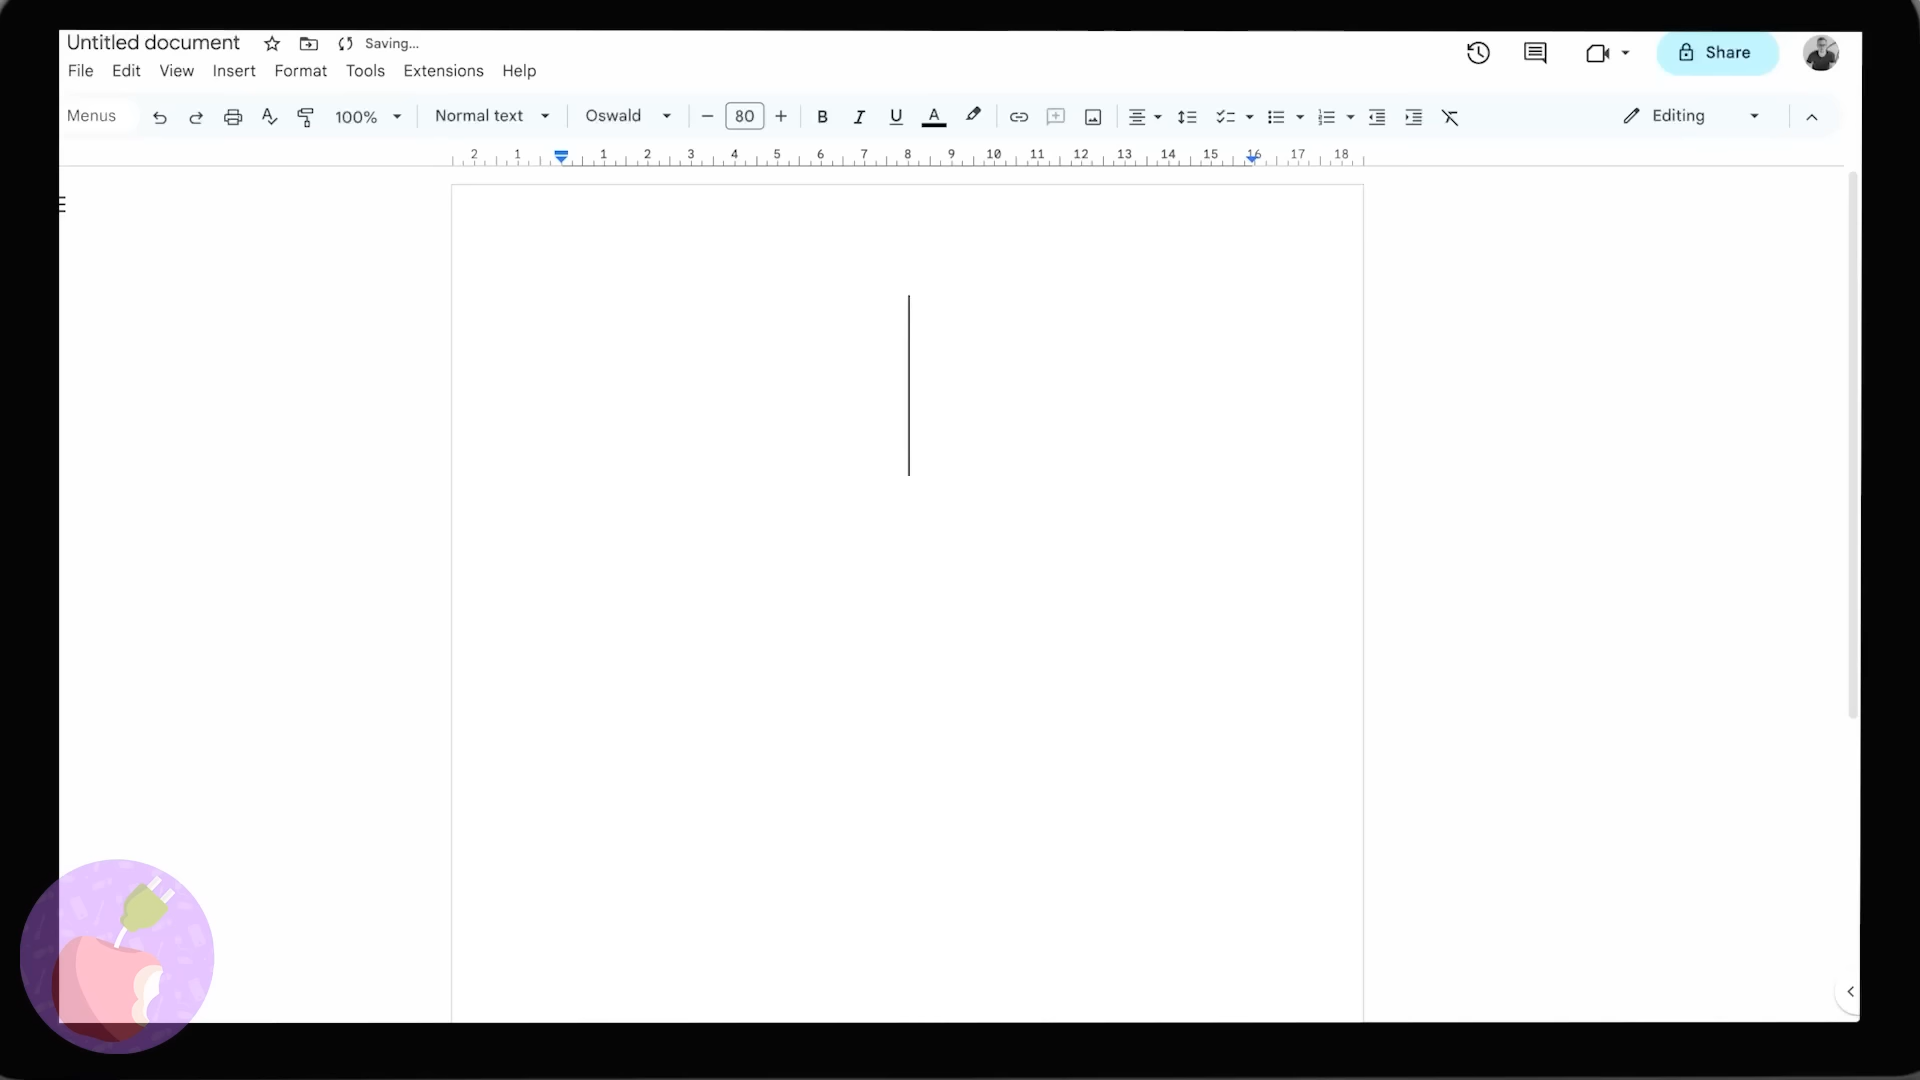 Untitled document Saving...
File Edit View Insert Format Tools Extensions Help
Share
Menus 100% Normal text Oswald 80 B I U A Editing
2 1 1 2 3 4 5 6 7 8 9 10 11 12 13 14 15 16 17 18